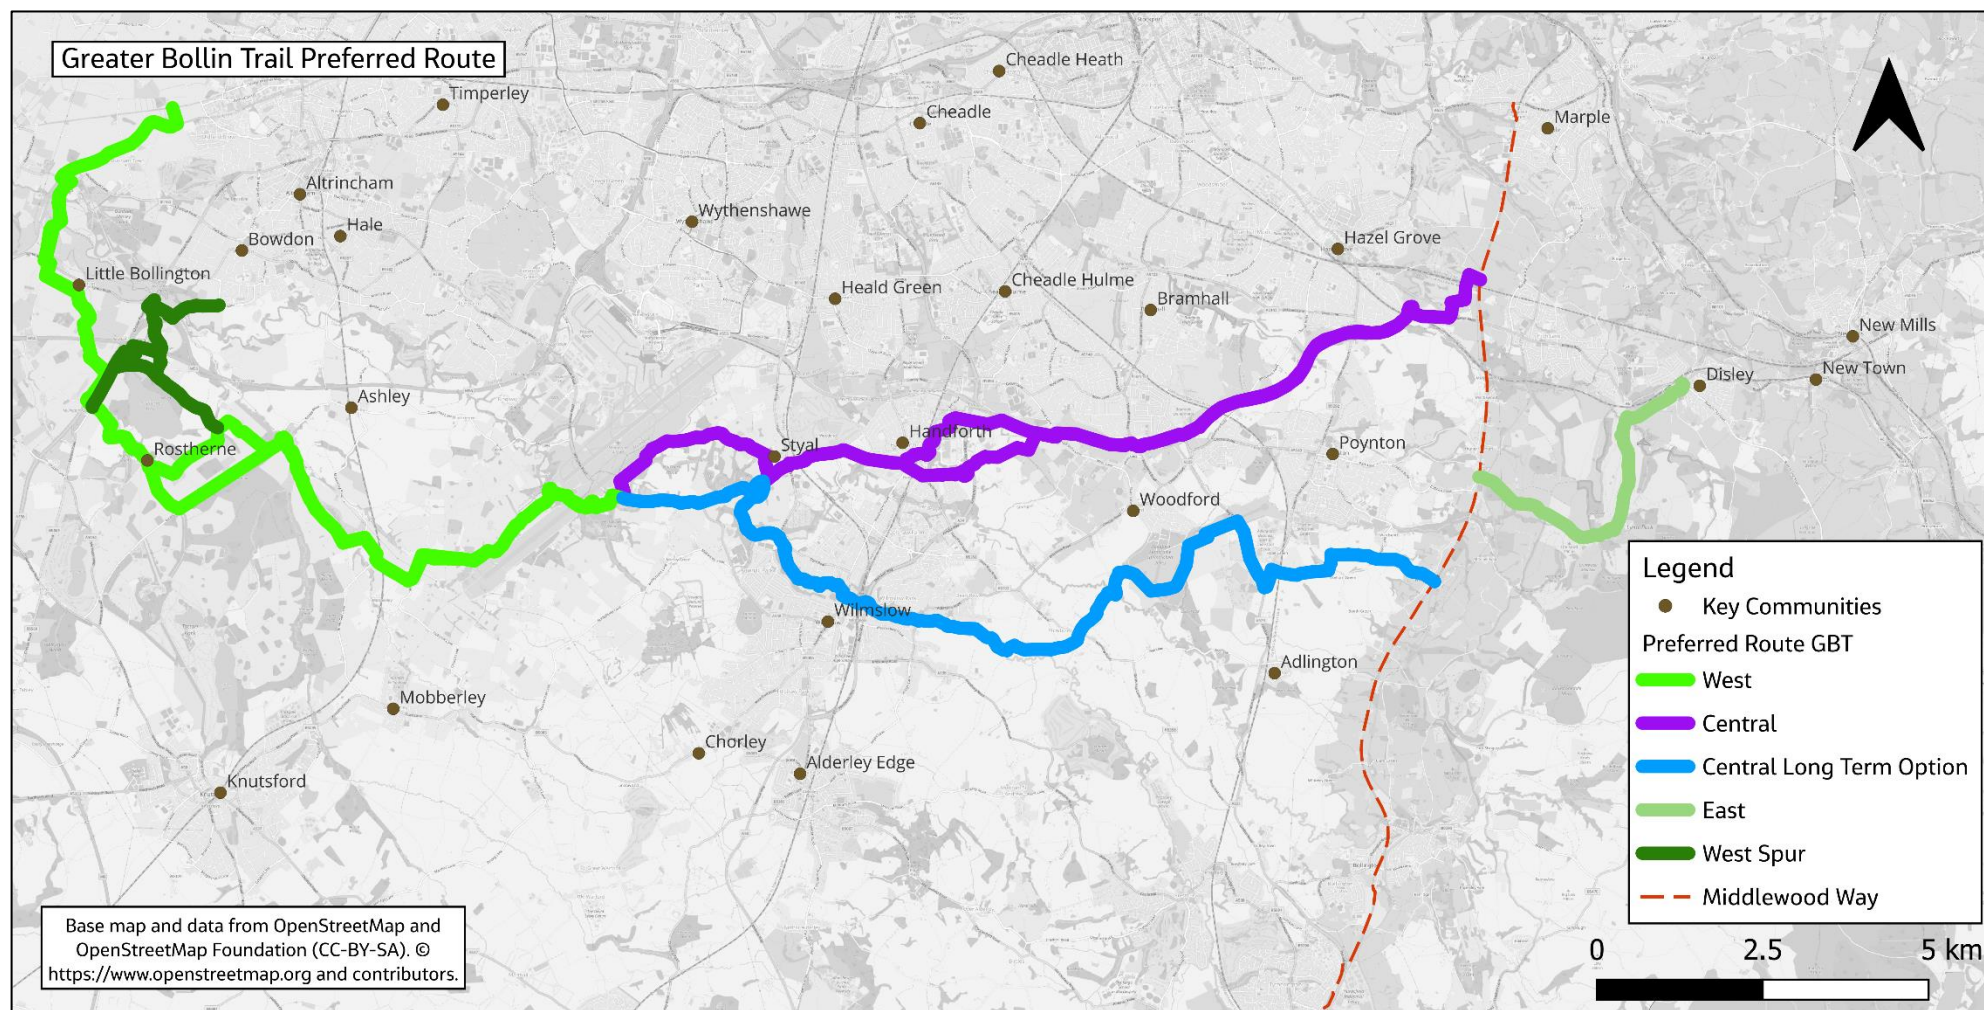 Greater Bollin Trail Preferred Route
Cheadle Heath
Timperley
Cheadle
Marple
Altrincham
Wythenshawe
Hale
Bowdon
Hazel Grove
Little Bollington
Heald Green
Cheadle Hulme
Bramhall
New Mills
Disley
New Town
Ashley
Handforth
Styal
Poynton
Rostherne
Woodford
Wilmslow
Adlington
Mobberley
Chorley
Alderley Edge
Knutsford
Legend
Key Communities
Preferred Route GBT
West
Central
Central Long Term Option
East
West Spur
Middlewood Way
Base map and data from OpenStreetMap and
OpenStreetMap Foundation (CC-BY-SA). ©
https://www.openstreetmap.org and contributors.
0 2.5 5 km